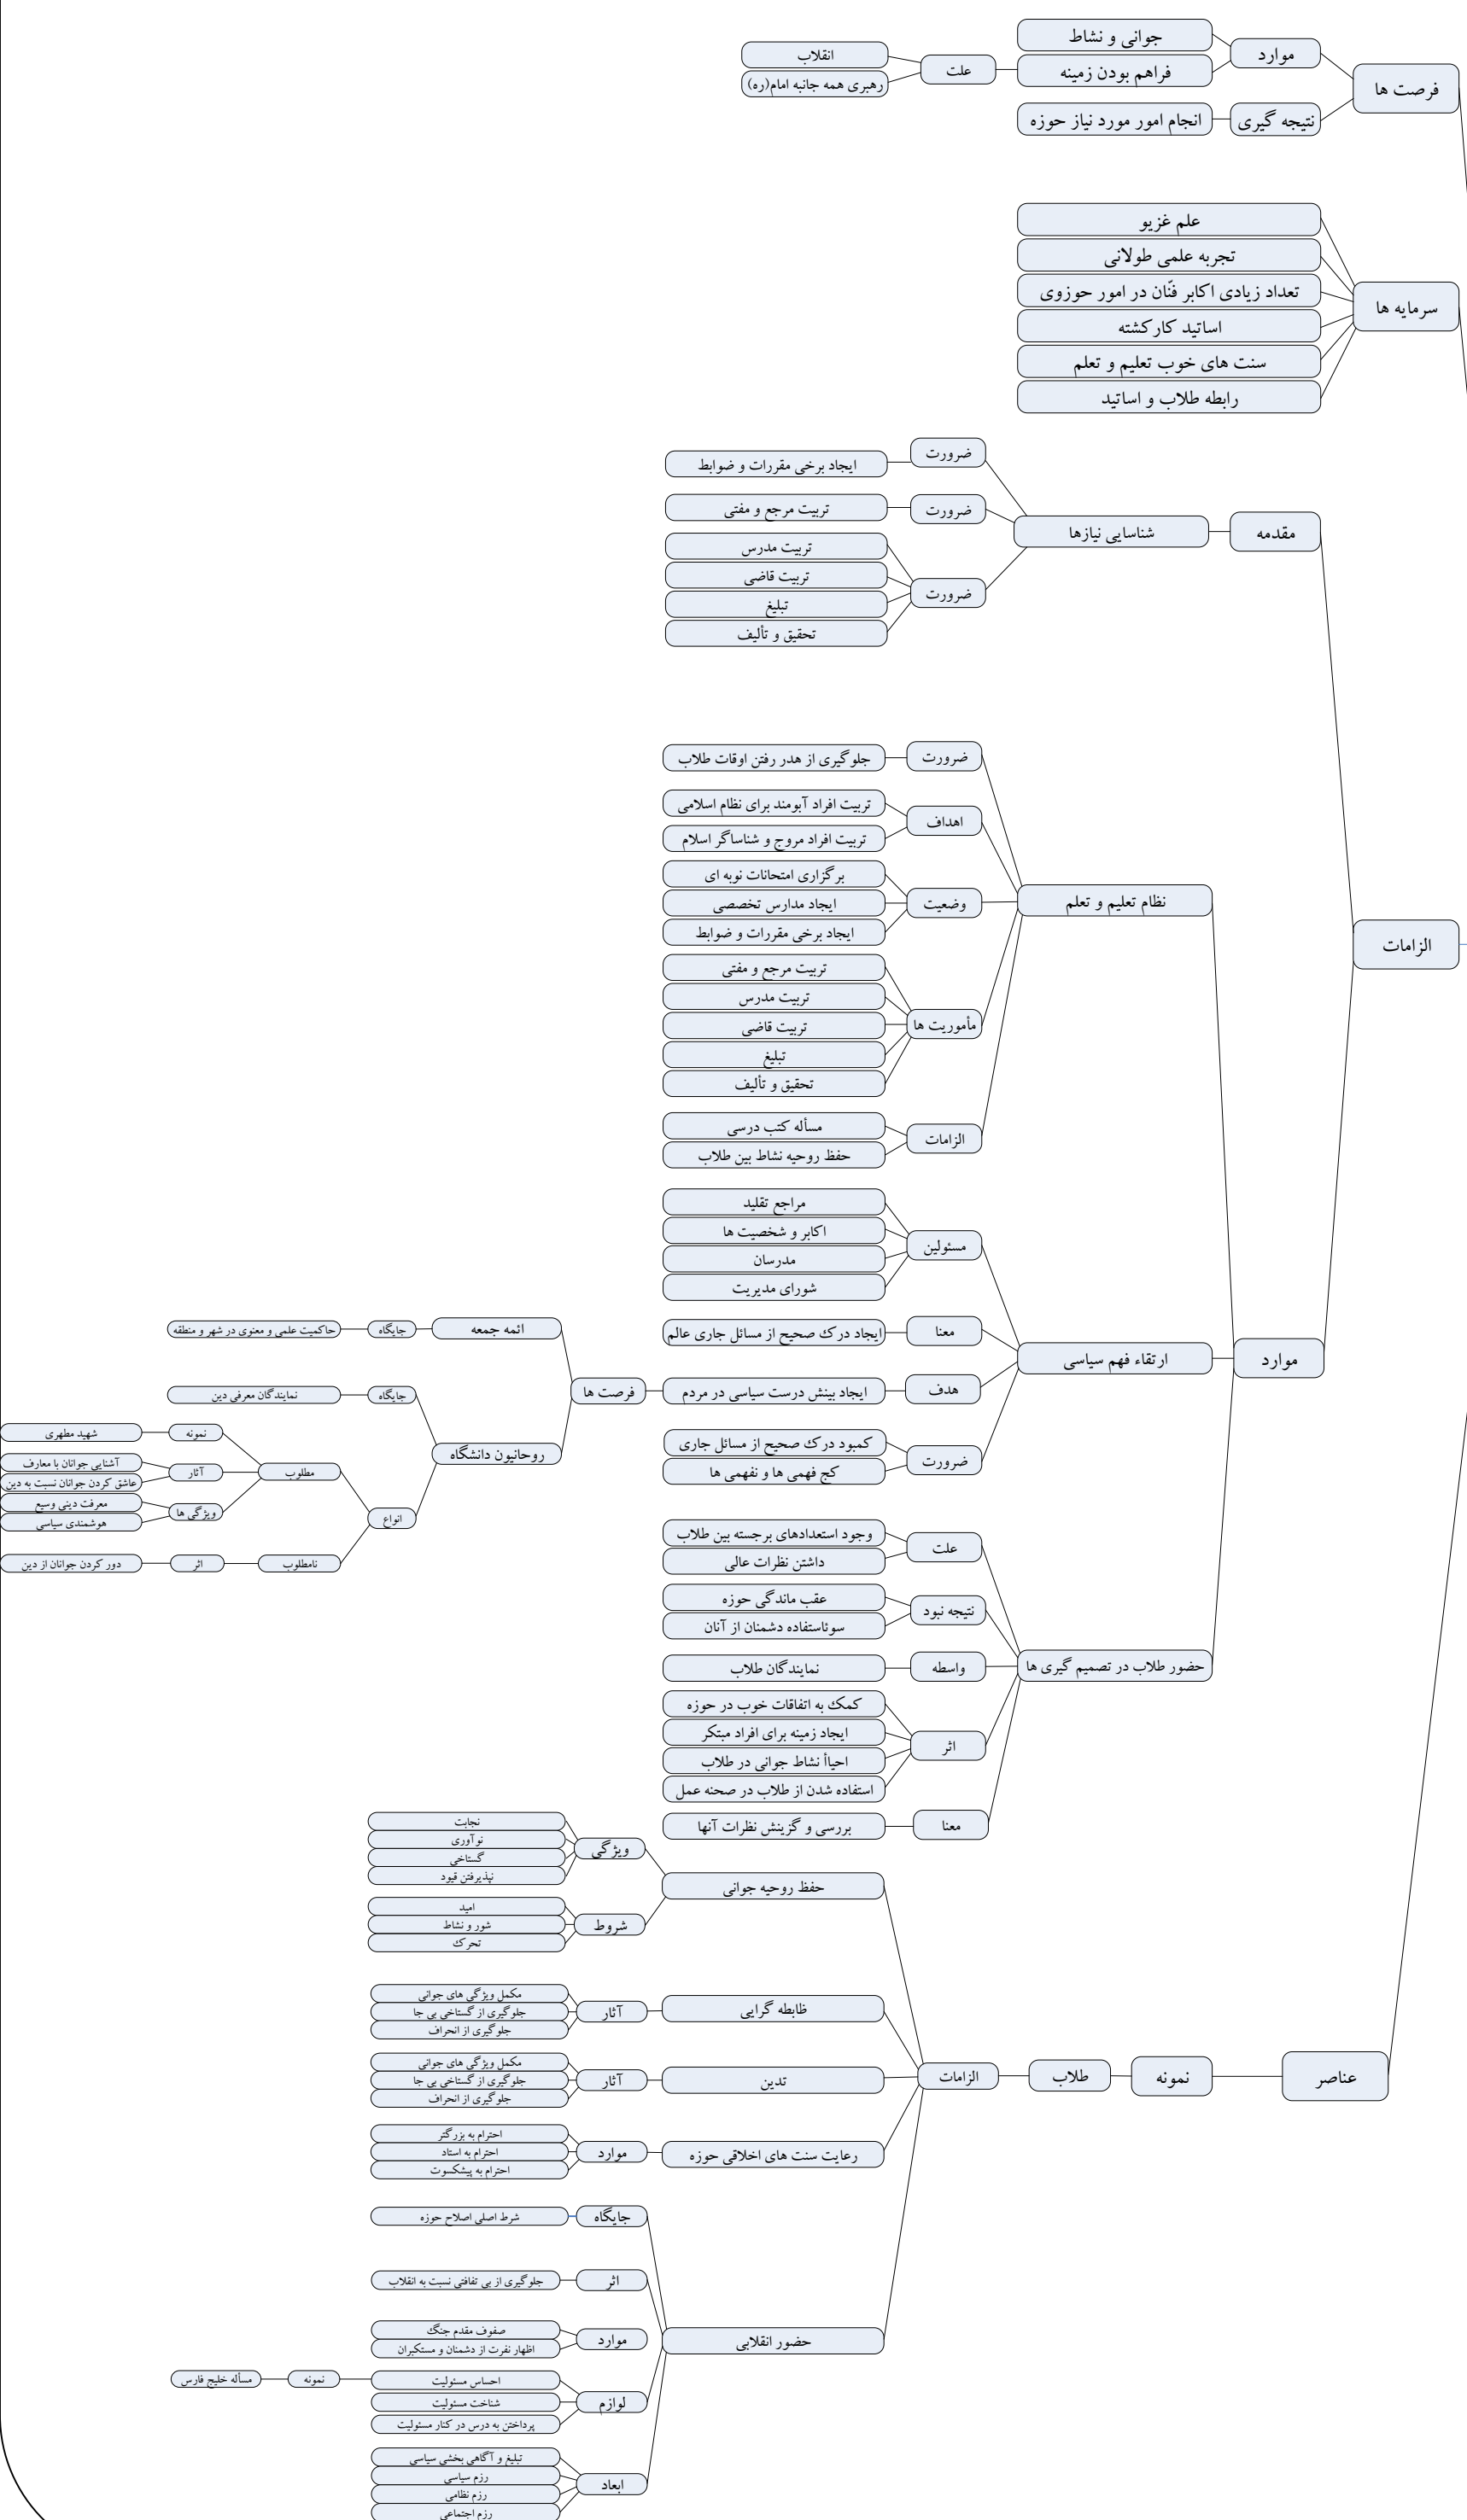 فرصت ها
موارد
جوانی و نشاط
فراهم بودن زمینه
علت
انقلاب
رهبری همه جانبه امام(ره)
نتیجه گیری
انجام امور مورد نیاز حوزه
سرمایه ها
علم غزیو
تجربه علمی طولانی
تعداد زیادی اکابر فنّان در امور حوزوی
اساتید کارکشته
سنت های خوب تعلیم و تعلم
رابطه طلاب و اساتید
الزامات
مقدمه
شناسایی نیازها
ضرورت
ایجاد برخی مقررات و ضوابط
ضرورت
تربیت مرجع و مفتی
ضرورت
تربیت مدرس
تربیت قاضی
تبلیغ
تحقیق و تألیف
موارد
نظام تعلیم و تعلم
ضرورت
جلوگیری از هدر رفتن اوقات طلاب
اهداف
تربیت افراد آبومند برای نظام اسلامی
تربیت افراد مروج و شناساگر اسلام
وضعیت
برگزاری امتحانات نوبه ای
ایجاد مدارس تخصصی
ایجاد برخی مقررات و ضوابط
مأموریت ها
تربیت مرجع و مفتی
تربیت مدرس
تربیت قاضی
تبلیغ
تحقیق و تألیف
الزامات
مسأله کتب درسی
حفظ روحیه نشاط بین طلاب
ارتقاء فهم سیاسی
مسئولین
مراجع تقلید
اکابر و شخصیت ها
مدرسان
شورای مدیریت
معنا
ایجاد درک صحیح از مسائل جاری عالم
هدف
ایجاد بینش درست سیاسی در مردم
فرصت ها
ائمه جمعه
جایگاه
حاکمیت علمی و معنوی در شهر و منطقه
روحانیون دانشگاه
جایگاه
نمایندگان معرفی دین
انواع
مطلوب
نمونه
شهید مطهری
آثار
آشنایی جوانان با معارف
عاشق کردن جوانان نسبت به دین
ویژگی ها
معرفت دینی وسیع
هوشمندی سیاسی
نامطلوب
اثر
دور کردن جوانان از دین
ضرورت
کمبود درک صحیح از مسائل جاری
کج فهمی ها و نفهمی ها
حضور طلاب در تصمیم گیری ها
علت
وجود استعدادهای برجسته بین طلاب
داشتن نظرات عالی
نتیجه نبود
عقب ماندگی حوزه
سوئاستفاده دشمنان از آنان
واسطه
نمایندگان طلاب
اثر
کمک به اتفاقات خوب در حوزه
ایجاد زمینه برای افراد مبتکر
احیاأ نشاط جوانی در طلاب
استفاده شدن از طلاب در صحنه عمل
معنا
بررسی و گزینش نظرات آنها
عناصر
نمونه
طلاب
الزامات
حفظ روحیه جوانی
ویژگی
نجابت
نوآوری
گستاخی
نپذیرفتن قیود
شروط
امید
شور و نشاط
تحرک
ظابطه گرایی
آثار
مکمل ویژگی های جوانی
جلوگیری از گستاخی بی جا
جلوگیری از انحراف
تدین
آثار
مکمل ویژگی های جوانی
جلوگیری از گستاخی بی جا
جلوگیری از انحراف
رعایت سنت های اخلاقی حوزه
موارد
احترام به بزرگتر
احترام به استاد
احترام به پیشکسوت
حضور انقلابی
جایگاه
شرط اصلی اصلاح حوزه
اثر
جلوگیری از بی تفاقتی نسبت به انقلاب
موارد
صفوف مقدم جنگ
اظهار نفرت از دشمنان و مستکبران
لوازم
احساس مسئولیت
نمونه
مسأله خلیج فارس
شناخت مسئولیت
پرداختن به درس در کنار مسئولیت
ابعاد
تبلیغ و آگاهی بخشی سیاسی
رزم سیاسی
رزم نظامی
رزم اجتماعی